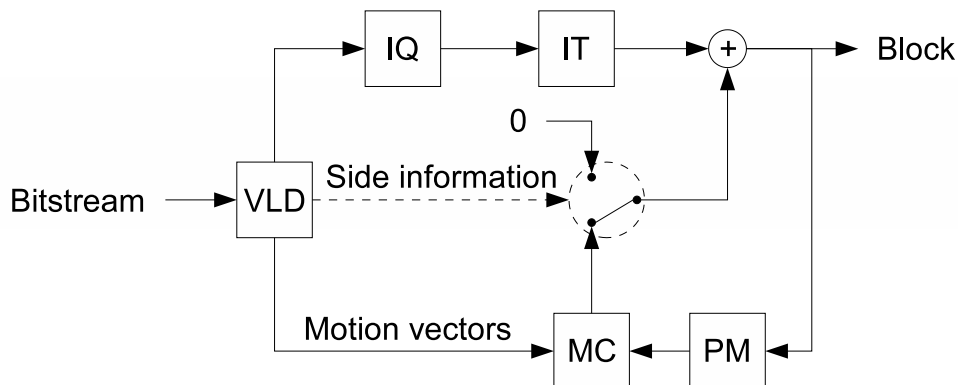 IQ
IT
+
Block
0
Side information
Bitstream
VLD
Motion vectors
MC
PM